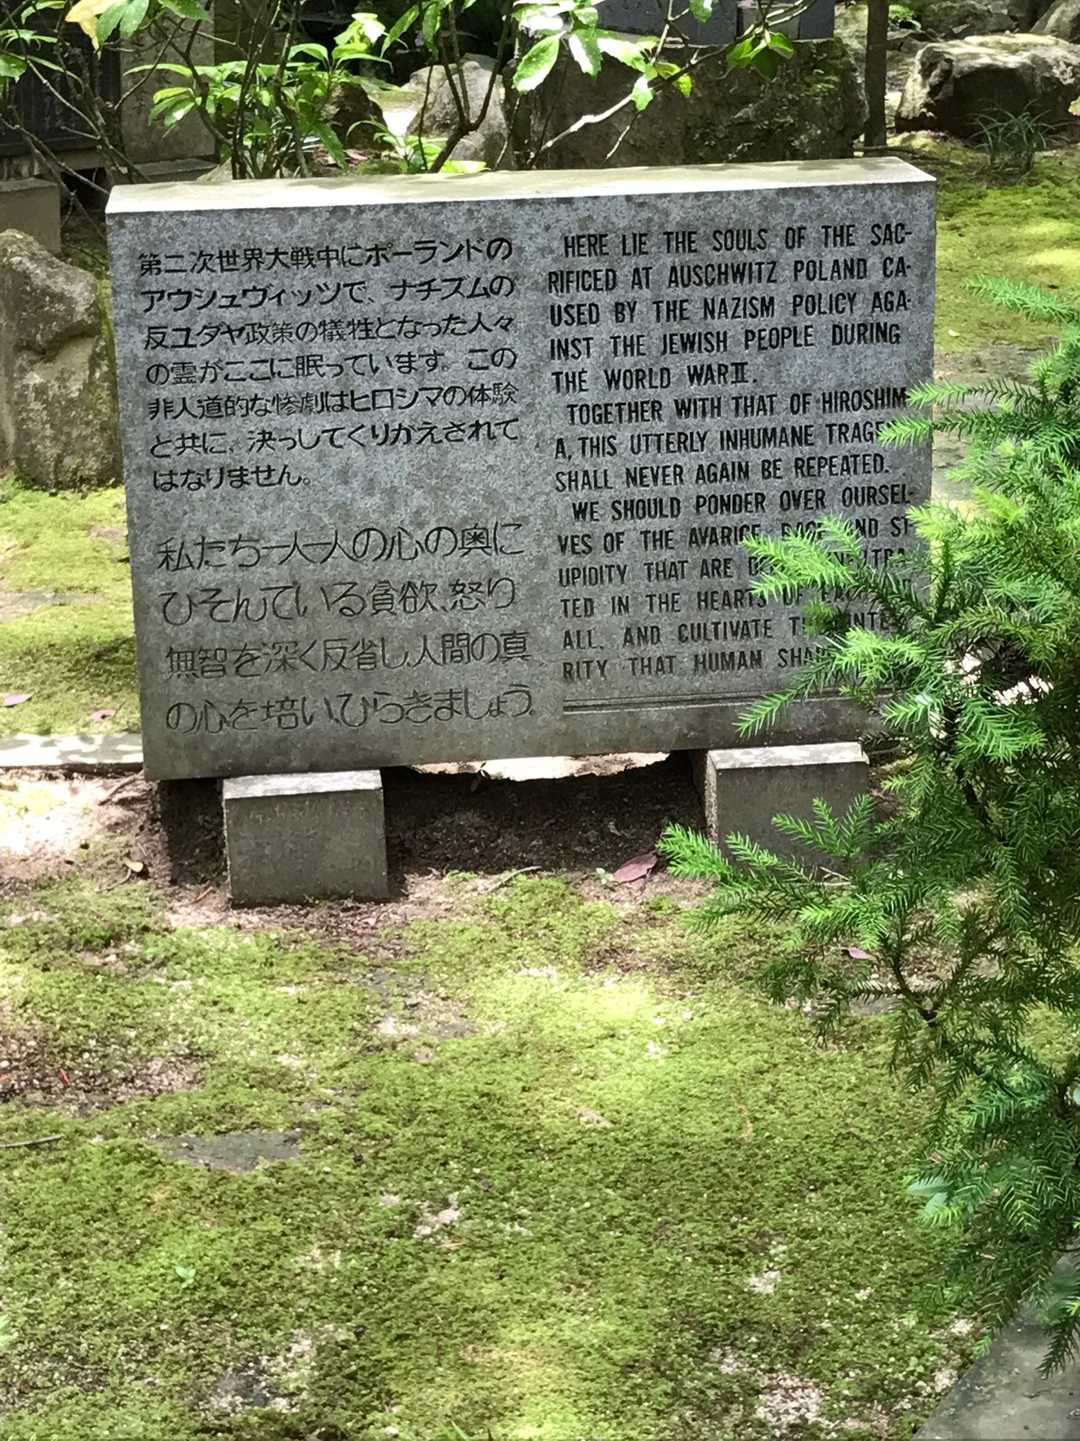 第二次世界大戦中にポーランドの
アウシュヴィッツで、ナチズムの
反ユダヤ政策の犠牲となった人々
の霊がここに眠っています。この
非人道的な惨劇はヒロシマの体験
と共に、決っしてくりかえされて
はなりません。
私たち一人一人の心の奥に
ひそんでいる貪欲、怒り
無智を深く反省し、人間の真
の心を培い、ひらきましょう。
HERE LIE THE SOULS OF THE SAC-
RIFICED AT AUSCHWITZ POLAND CA-
USED BY THE NAZISM POLICY AGA-
INST THE JEWISH PEOPLE DURING
THE WORLD WAR II.
TOGETHER WITH THAT OF HIROSHIM-
A, THIS UTTERLY INHUMANE
SHALL NEVER AGAIN BE REPEATED.
WE SHOULD PONDER OVER OURSEL-
VES OF THE AVARICE, AND ST
UPIDITY THAT ARE
TED IN THE HEARTS OF
ALL, AND CULTIVATE
RITY THAT HUMAN